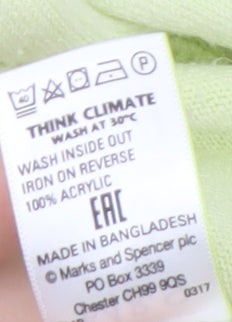 40 P
THINK CLIMATE
WASH AT 30°C
WASH INSIDE OUT
IRON ON REVERSE
100% ACRYLIC
EAC
MADE IN BANGLADESH
© Marks and Spencer plc
PO Box 3339
Chester CH99 9QS
0317